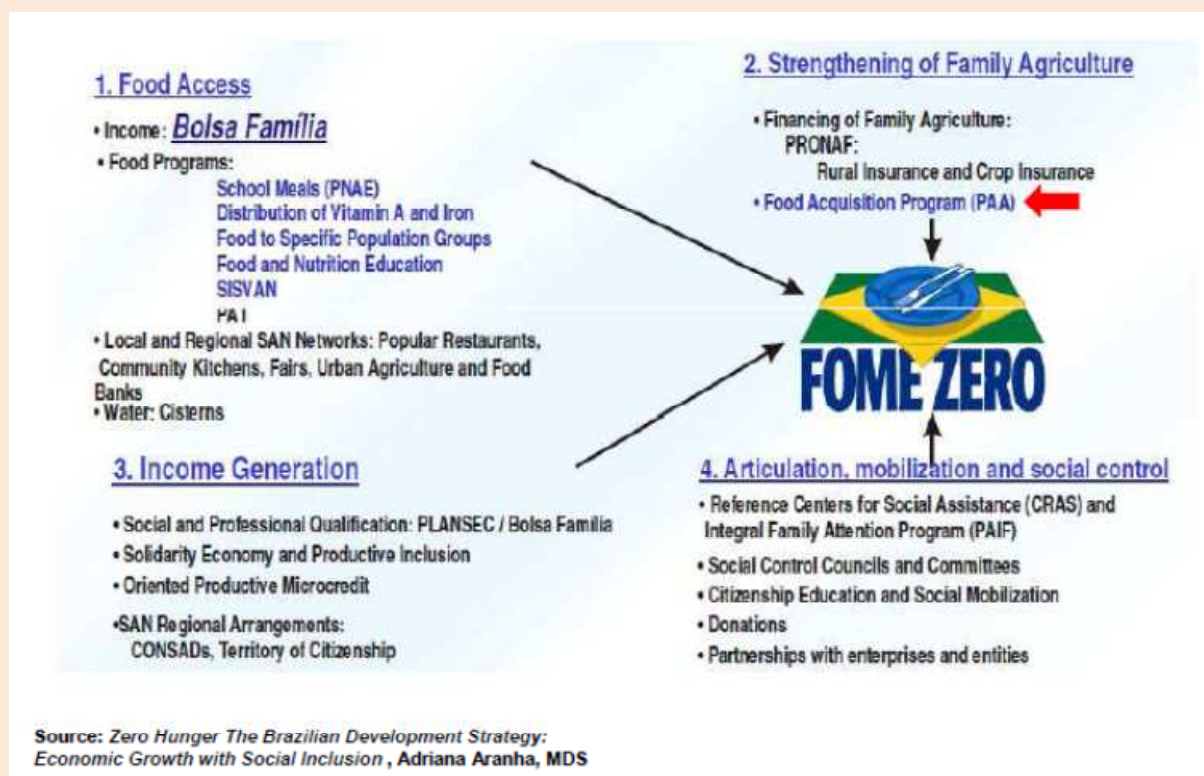 1. Food Access
• Income: Bolsa Família
• Food Programs:
School Meals (PNAE)
Distribution of Vitamin A and Iron
Food to Specific Population Groups
Food and Nutrition Education
SISVAN
PAT
• Local and Regional SAN Networks: Popular Restaurants,
Community Kitchens, Fairs, Urban Agriculture and Food
Banks
• Water: Cisterns
2. Strengthening of Family Agriculture
• Financing of Family Agriculture:
PRONAF:
Rural Insurance and Crop Insurance
• Food Acquisition Program (PAA)
FOME ZERO
3. Income Generation
• Social and Professional Qualification: PLANSEC / Bolsa Família
• Solidarity Economy and Productive Inclusion
• Oriented Productive Microcredit
•SAN Regional Arrangements:
CONSADs, Territory of Citizenship
4. Articulation, mobilization and social control
• Reference Centers for Social Assistance (CRAS) and
Integral Family Attention Program (PAIF)
• Social Control Councils and Committees
• Citizenship Education and Social Mobilization
• Donations
• Partnerships with enterprises and entities
Source: Zero Hunger The Brazilian Development Strategy:
Economic Growth with Social Inclusion , Adriana Aranha, MDS